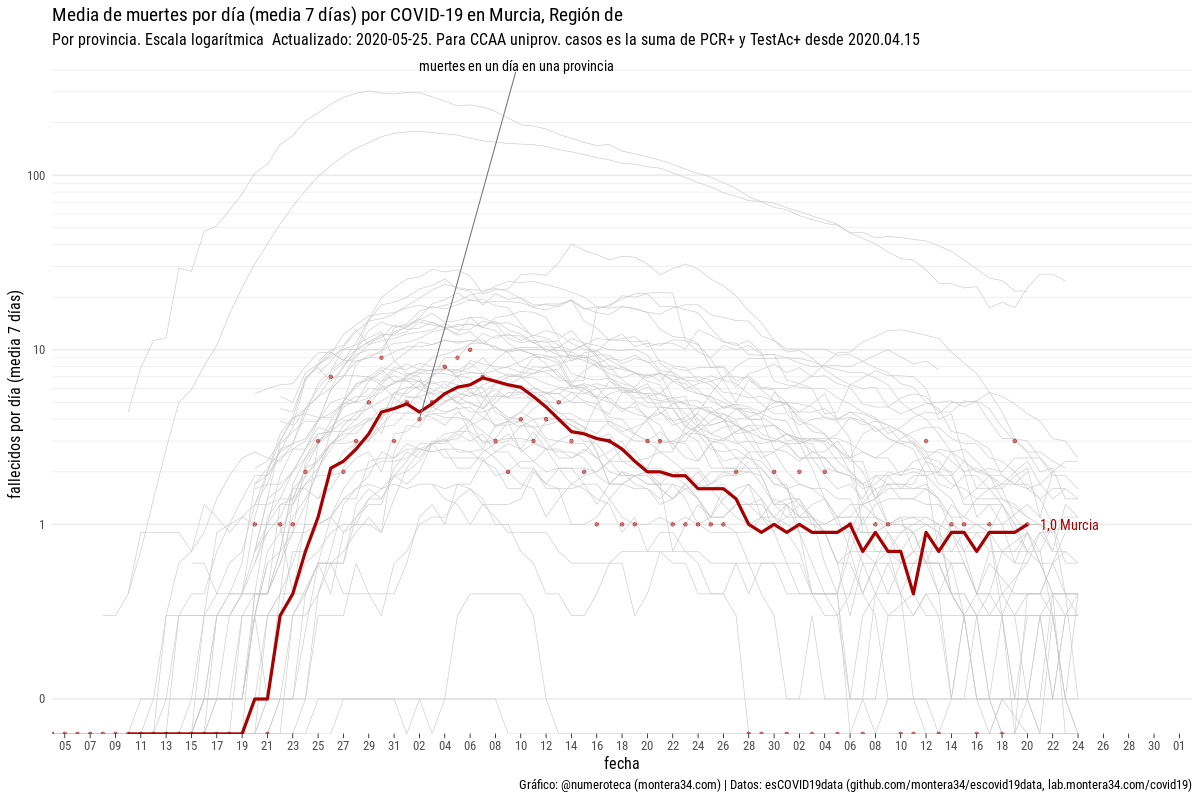 Media de muertes por día (media 7 días) por COVID-19 en Murcia, Región de
Por provincia. Escala logarítmica  Actualizado: 2020-05-25. Para CCAA uniprov. casos es la suma de PCR+ y TestAc+ desde 2020.04.15
muertes en un día en una provincia
fallecidos por día (media 7 días)
100
10
1
0
1,0 Murcia
05 07 09 11 13 15 17 19 21 23 25 27 29 31 02 04 06 08 10 12 14 16 18 20 22 24 26 28 30 02 04 06 08 10 12 14 16 18 20 22 24 26 28 30 01
fecha
Gráfico: @numeroteca (montera34.com) | Datos: esCOVID19data (github.com/montera34/escovid19data, lab.montera34.com/covid19)